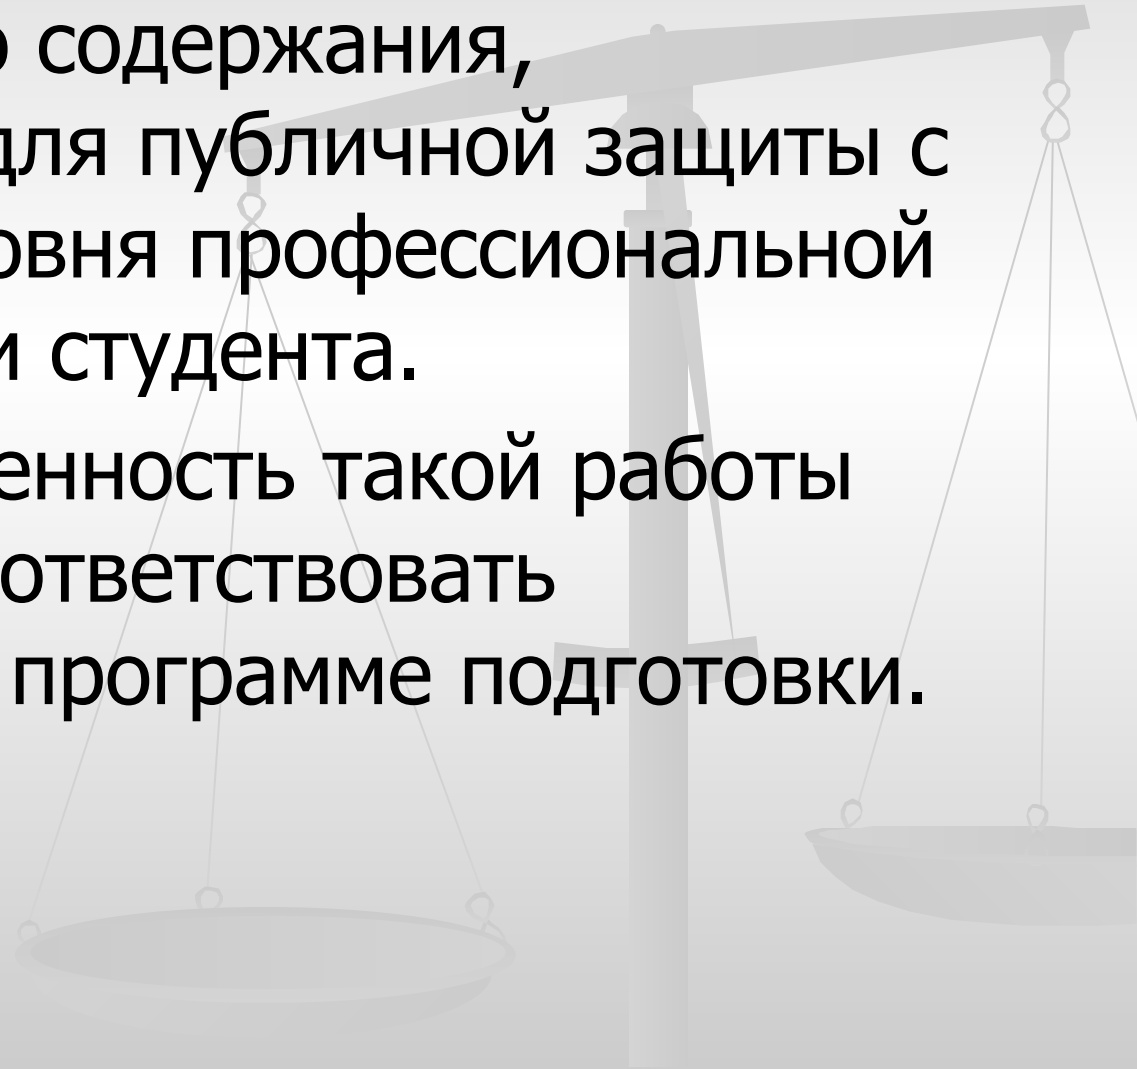 о содержания,
для публичной защиты с
овня профессиональной
и студента.
енность такой работы
ответствовать
программе подготовки.